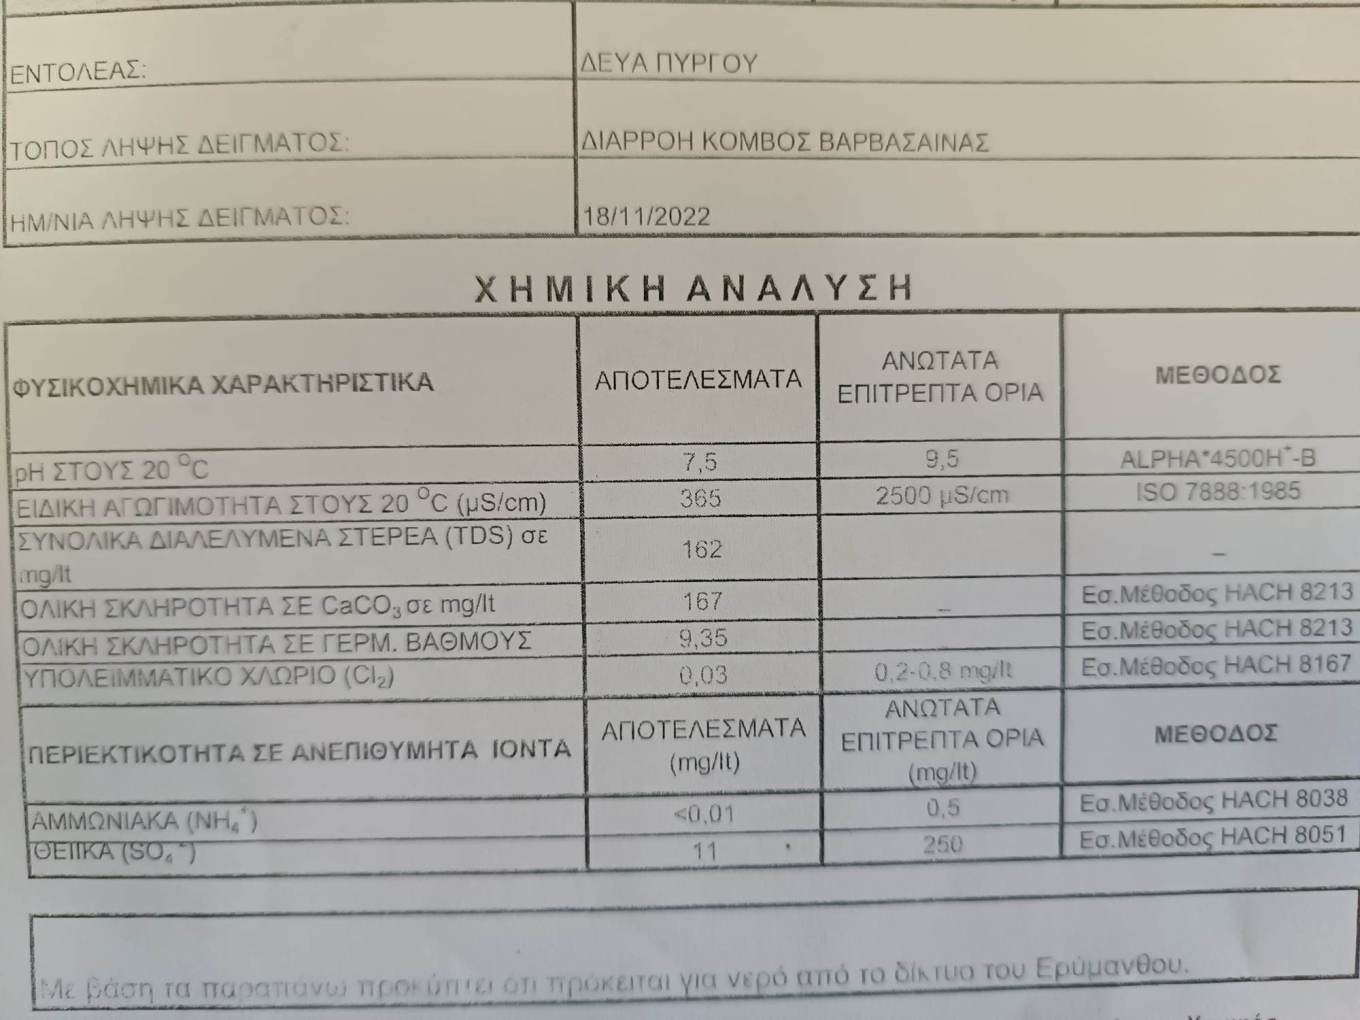 ΕΝΤΟΛΕΑΣ: ΔΕΥΑ ΠΥΡΓΟΥ
ΤΟΠΟΣ ΛΗΨΗΣ ΔΕΙΓΜΑΤΟΣ: ΔΙΑΡΡΟΗ ΚΟΜΒΟΣ ΒΑΡΒΑΣΑΙΝΑΣ
ΗΜ/ΝΙΑ ΛΗΨΗΣ ΔΕΙΓΜΑΤΟΣ: 18/11/2022
ΧΗΜΙΚΗ ΑΝΑΛΥΣΗ
ΦΥΣΙΚΟΧΗΜΙΚΑ ΧΑΡΑΚΤΗΡΙΣΤΙΚΑ ΑΠΟΤΕΛΕΣΜΑΤΑ ΑΝΩΤΑΤΑ ΕΠΙΤΡΕΠΤΑ ΟΡΙΑ ΜΕΘΟΔΟΣ
pH ΣΤΟΥΣ 20 °C 7,5 9,5 ALPHA*4500H⁺-B
ΕΙΔΙΚΗ ΑΓΩΓΙΜΟΤΗΤΑ ΣΤΟΥΣ 20 °C (μS/cm) 365 2500 μS/cm ISO 7888:1985
ΣΥΝΟΛΙΚΑ ΔΙΑΛΕΛΥΜΕΝΑ ΣΤΕΡΕΑ (TDS) σε mg/lt 162 –
ΟΛΙΚΗ ΣΚΛΗΡΟΤΗΤΑ ΣΕ CaCO₃ σε mg/lt 167 – Εσ.Μέθοδος HACH 8213
ΟΛΙΚΗ ΣΚΛΗΡΟΤΗΤΑ ΣΕ ΓΕΡΜ. ΒΑΘΜΟΥΣ 9,35 Εσ.Μέθοδος HACH 8213
ΥΠΟΛΕΙΜΜΑΤΙΚΟ ΧΛΩΡΙΟ (Cl₂) 0,03 0,2-0,8 mg/lt Εσ.Μέθοδος HACH 8167
ΠΕΡΙΕΚΤΙΚΟΤΗΤΑ ΣΕ ΑΝΕΠΙΘΥΜΗΤΑ ΙΟΝΤΑ ΑΠΟΤΕΛΕΣΜΑΤΑ (mg/lt) ΑΝΩΤΑΤΑ ΕΠΙΤΡΕΠΤΑ ΟΡΙΑ (mg/lt) ΜΕΘΟΔΟΣ
ΑΜΜΩΝΙΑΚΑ (NH₄⁺) <0,01 0,5 Εσ.Μέθοδος HACH 8038
ΘΕΙΙΚΑ (SO₄⁻²) 11 250 Εσ.Μέθοδος HACH 8051
Με βάση τα παραπάνω προκύπτει ότι πρόκειται για νερό από το δίκτυο του Ερύμανθου.